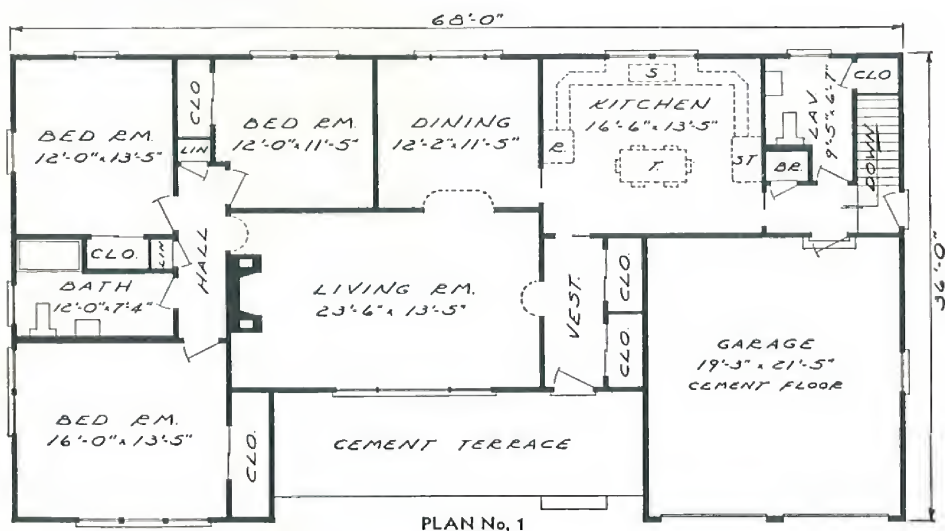 68'-0"
BED RM.
12'-0" x 13'-5"
CLO
LIN
BED RM.
12'-0" x 11'-5"
DINING
12'-2" x 11'-5"
S
KITCHEN
16'-6" x 13'-5"
R.
T.
ST
LAV
9'-5" x 6'-7"
CLO
BR.
DOWN
36'-0"
CLO.
LIN
HALL
BATH
12'-0" x 7'-4"
LIVING RM.
23'-6" x 13'-5"
VEST.
CLO.
CLO.
GARAGE
19'-3" x 21'-5"
CEMENT FLOOR
BED RM.
16'-0" x 13'-5"
CLO.
CEMENT TERRACE
PLAN No. 1